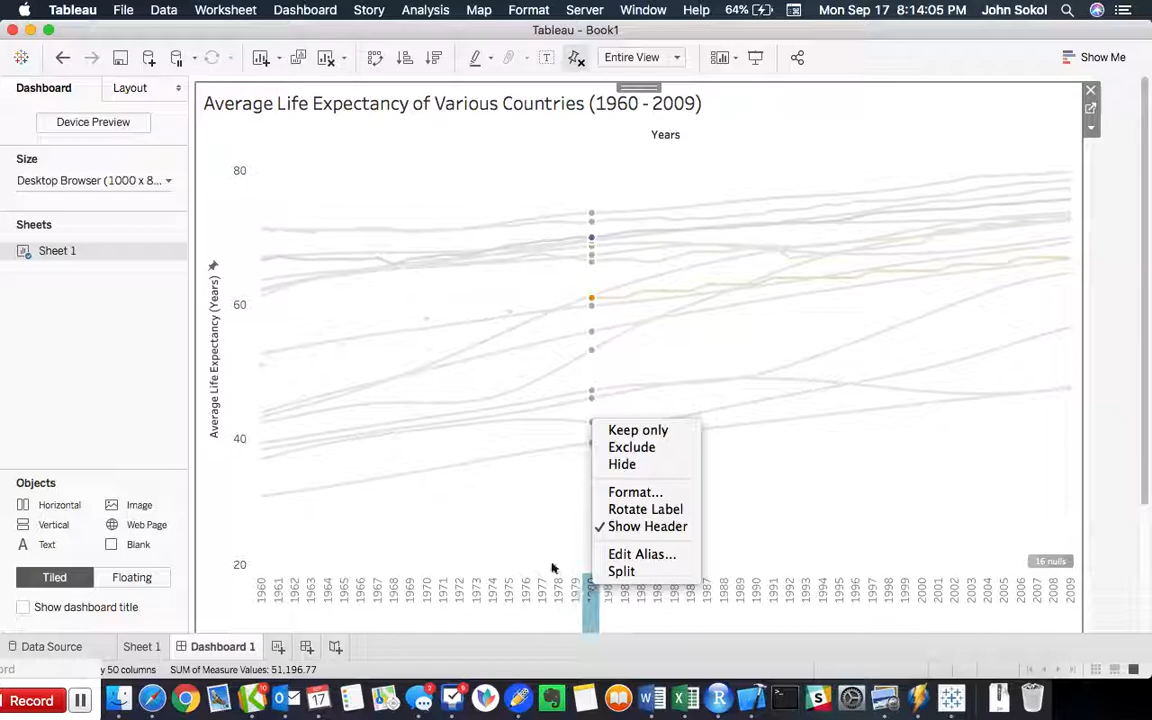 Tableau File Data Worksheet Dashboard Story Analysis Map Format Server Window Help 64% Mon Sep 17 8:14:05 PM John Sokol
Tableau - Book1
Entire View Show Me
Dashboard Layout
Device Preview
Size
Desktop Browser (1000 x 8...
Sheets
Sheet 1
Average Life Expectancy of Various Countries (1960 - 2009)
Years
80
60
40
20
Average Life Expectancy (Years)
Keep only
Exclude
Hide
Format...
Rotate Label
✓ Show Header
Edit Alias...
Split
16 nulls
1960 1961 1962 1963 1964 1965 1966 1967 1968 1969 1970 1971 1972 1973 1974 1975 1976 1977 1978 1979 1987 1988 1989 1990 1991 1992 1993 1994 1995 1996 1997 1998 1999 2000 2001 2002 2003 2004 2005 2006 2007 2008 2009
Objects
Horizontal Image
Vertical Web Page
A Text Blank
Tiled Floating
Show dashboard title
Data Source Sheet 1 Dashboard 1
ord y 50 columns SUM of Measure Values: 51,196.77
Record